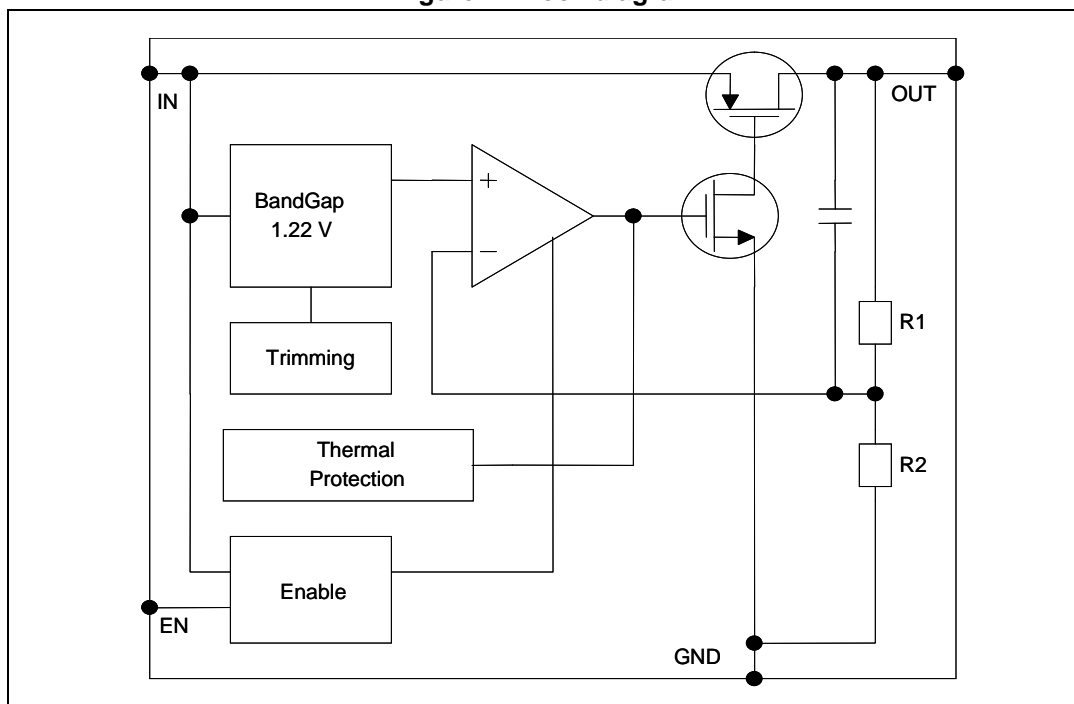 IN
OUT
BandGap
1.22 V
+
−
R1
Trimming
Thermal
Protection
R2
Enable
EN
GND